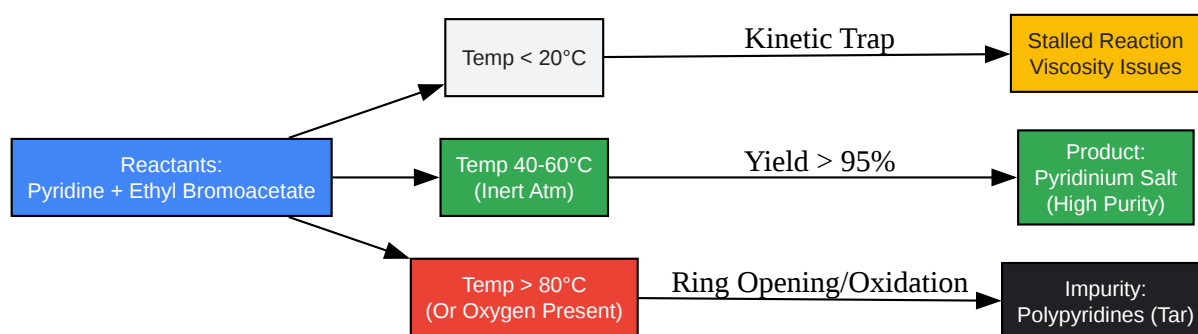 Reactants:
Pyridine + Ethyl Bromoacetate
Temp < 20°C
Kinetic Trap
Stalled Reaction
Viscosity Issues
Temp 40-60°C
(Inert Atm)
Yield > 95%
Product:
Pyridinium Salt
(High Purity)
Temp > 80°C
(Or Oxygen Present)
Ring Opening/Oxidation
Impurity:
Polypyridines (Tar)